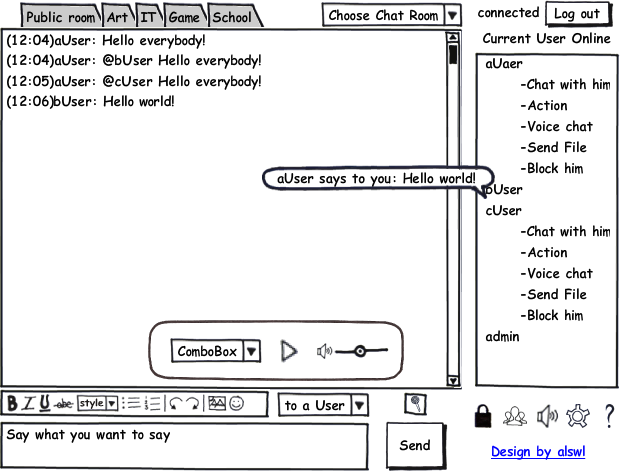 Public room Art IT Game School
Choose Chat Room
connected
Log out
Current User Online
(12:04)aUser: Hello everybody!
(12:04)aUser: @bUser Hello everybody!
(12:05)aUser: @cUser Hello everybody!
(12:06)bUser: Hello world!
aUser says to you: Hello world!
aUaer
-Chat with him
-Action
-Voice chat
-Send File
-Block him
bUser
cUser
-Chat with him
-Action
-Voice chat
-Send File
-Block him
admin
ComboBox
B I U abc style
to a User
Say what you want to say
Send
?
Design by alswl